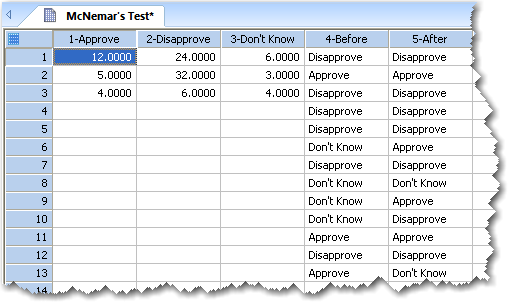 McNemar's Test*
1-Approve 2-Disapprove 3-Don't Know 4-Before 5-After
1 12.0000 24.0000 6.0000 Disapprove Disapprove
2 5.0000 32.0000 3.0000 Approve Approve
3 4.0000 6.0000 4.0000 Disapprove Disapprove
4 Disapprove Disapprove
5 Disapprove Disapprove
6 Don't Know Approve
7 Disapprove Disapprove
8 Don't Know Don't Know
9 Don't Know Approve
10 Don't Know Disapprove
11 Approve Approve
12 Disapprove Disapprove
13 Approve Don't Know
14